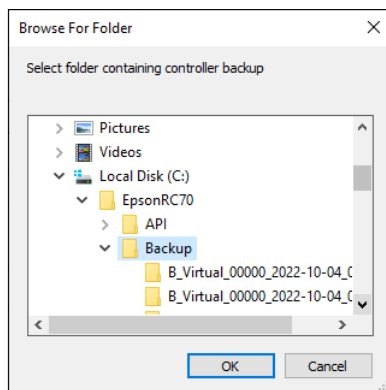 Browse For Folder
Select folder containing controller backup
Pictures
Videos
Local Disk (C:)
EpsonRC70
API
Backup
B_Virtual_00000_2022-10-04_0
B_Virtual_00000_2022-10-04_0
OK
Cancel